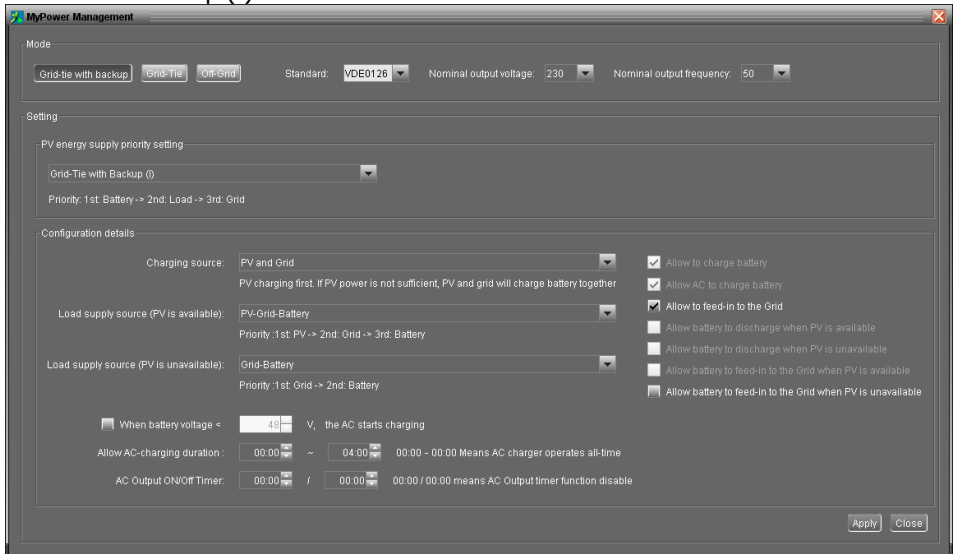 MyPower Management
Mode
Grid-tie with backup Grid-Tie Off-Grid Standard: VDE0126 Nominal output voltage: 230 Nominal output frequency: 50
Setting
PV energy supply priority setting
Grid-Tie with Backup (I)
Priority: 1st: Battery -> 2nd: Load -> 3rd: Grid
Configuration details
Charging source: PV and Grid
PV charging first. If PV power is not sufficient, PV and grid will charge battery together
Load supply source (PV is available): PV-Grid-Battery
Priority :1st: PV -> 2nd: Grid -> 3rd: Battery
Load supply source (PV is unavailable): Grid-Battery
Priority :1st: Grid -> 2nd: Battery
Allow to charge battery
Allow AC to charge battery
Allow to feed-in to the Grid
Allow battery to discharge when PV is available
Allow battery to discharge when PV is unavailable
Allow battery to feed-in to the Grid when PV is available
Allow battery to feed-in to the Grid when PV is unavailable
When battery voltage < 48 V, the AC starts charging
Allow AC-charging duration : 00:00 ~ 04:00 00:00 - 00:00 Means AC charger operates all-time
AC Output ON/Off Timer: 00:00 / 00:00 00:00 / 00:00 means AC Output timer function disable
Apply Close